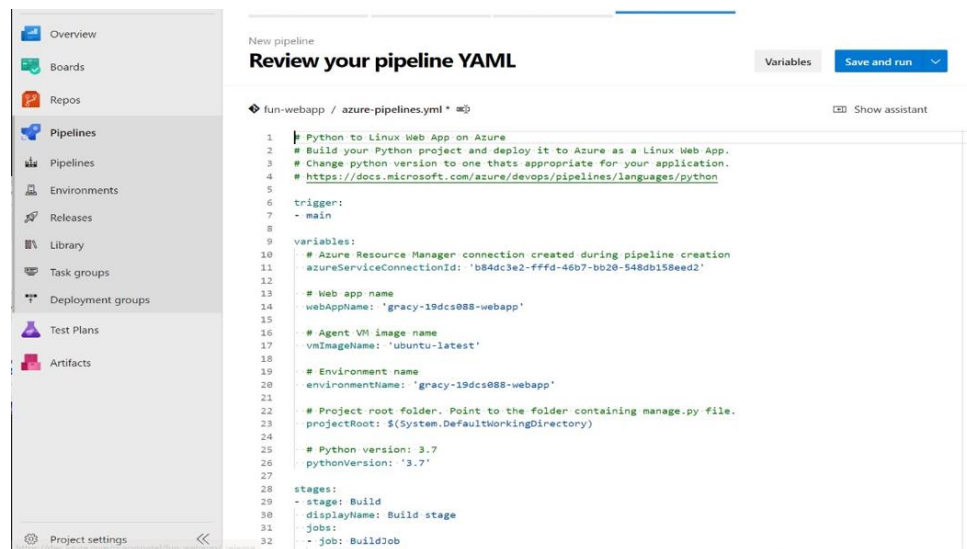 Overview
Boards
Repos
Pipelines
Pipelines
Environments
Releases
Library
Task groups
Deployment groups
Test Plans
Artifacts
Project settings
New pipeline
Review your pipeline YAML
Variables
Save and run
fun-webapp / azure-pipelines.yml *
Show assistant
1 # Python to Linux Web App on Azure
2 # Build your Python project and deploy it to Azure as a Linux Web App.
3 # Change python version to one thats appropriate for your application.
4 # https://docs.microsoft.com/azure/devops/pipelines/languages/python
5
6 trigger:
7 - main
8
9 variables:
10 # Azure Resource Manager connection created during pipeline creation
11 azureServiceConnectionId: 'b84dc3e2-fffd-46b7-bb20-548db158eed2'
12
13 # Web app name
14 webAppName: 'gracy-19dcs088-webapp'
15
16 # Agent VM image name
17 vmImageName: 'ubuntu-latest'
18
19 # Environment name
20 environmentName: 'gracy-19dcs088-webapp'
21
22 # Project root folder. Point to the folder containing manage.py file.
23 projectRoot: $(System.DefaultWorkingDirectory)
24
25 # Python version: 3.7
26 pythonVersion: '3.7'
27
28 stages:
29 - stage: Build
30 displayName: Build stage
31 jobs:
32 - job: BuildJob